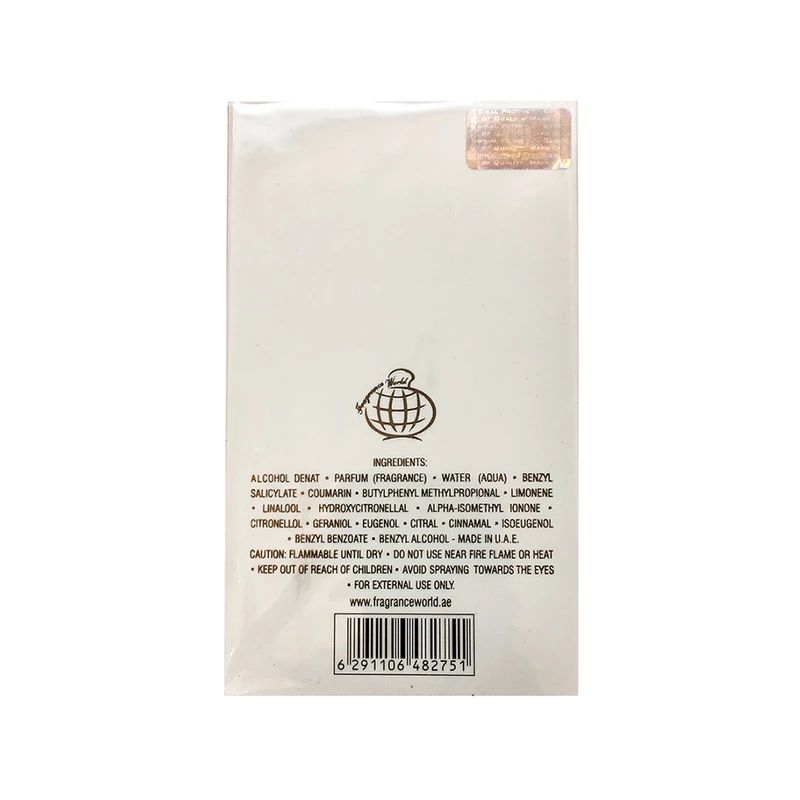 Fragrance World
INGREDIENTS:
ALCOHOL DENAT • PARFUM (FRAGRANCE) • WATER (AQUA) • BENZYL
SALICYLATE • COUMARIN • BUTYLPHENYL METHYLPROPIONAL • LIMONENE
• LINALOOL • HYDROXYCITRONELLAL • ALPHA-ISOMETHYL IONONE •
CITRONELLOL • GERANIOL • EUGENOL • CITRAL • CINNAMAL • ISOEUGENOL
• BENZYL BENZOATE • BENZYL ALCOHOL - MADE IN U.A.E.
CAUTION: FLAMMABLE UNTIL DRY • DO NOT USE NEAR FIRE FLAME OR HEAT
• KEEP OUT OF REACH OF CHILDREN • AVOID SPRAYING TOWARDS THE EYES
• FOR EXTERNAL USE ONLY.
www.fragranceworld.ae
6 291106 482751